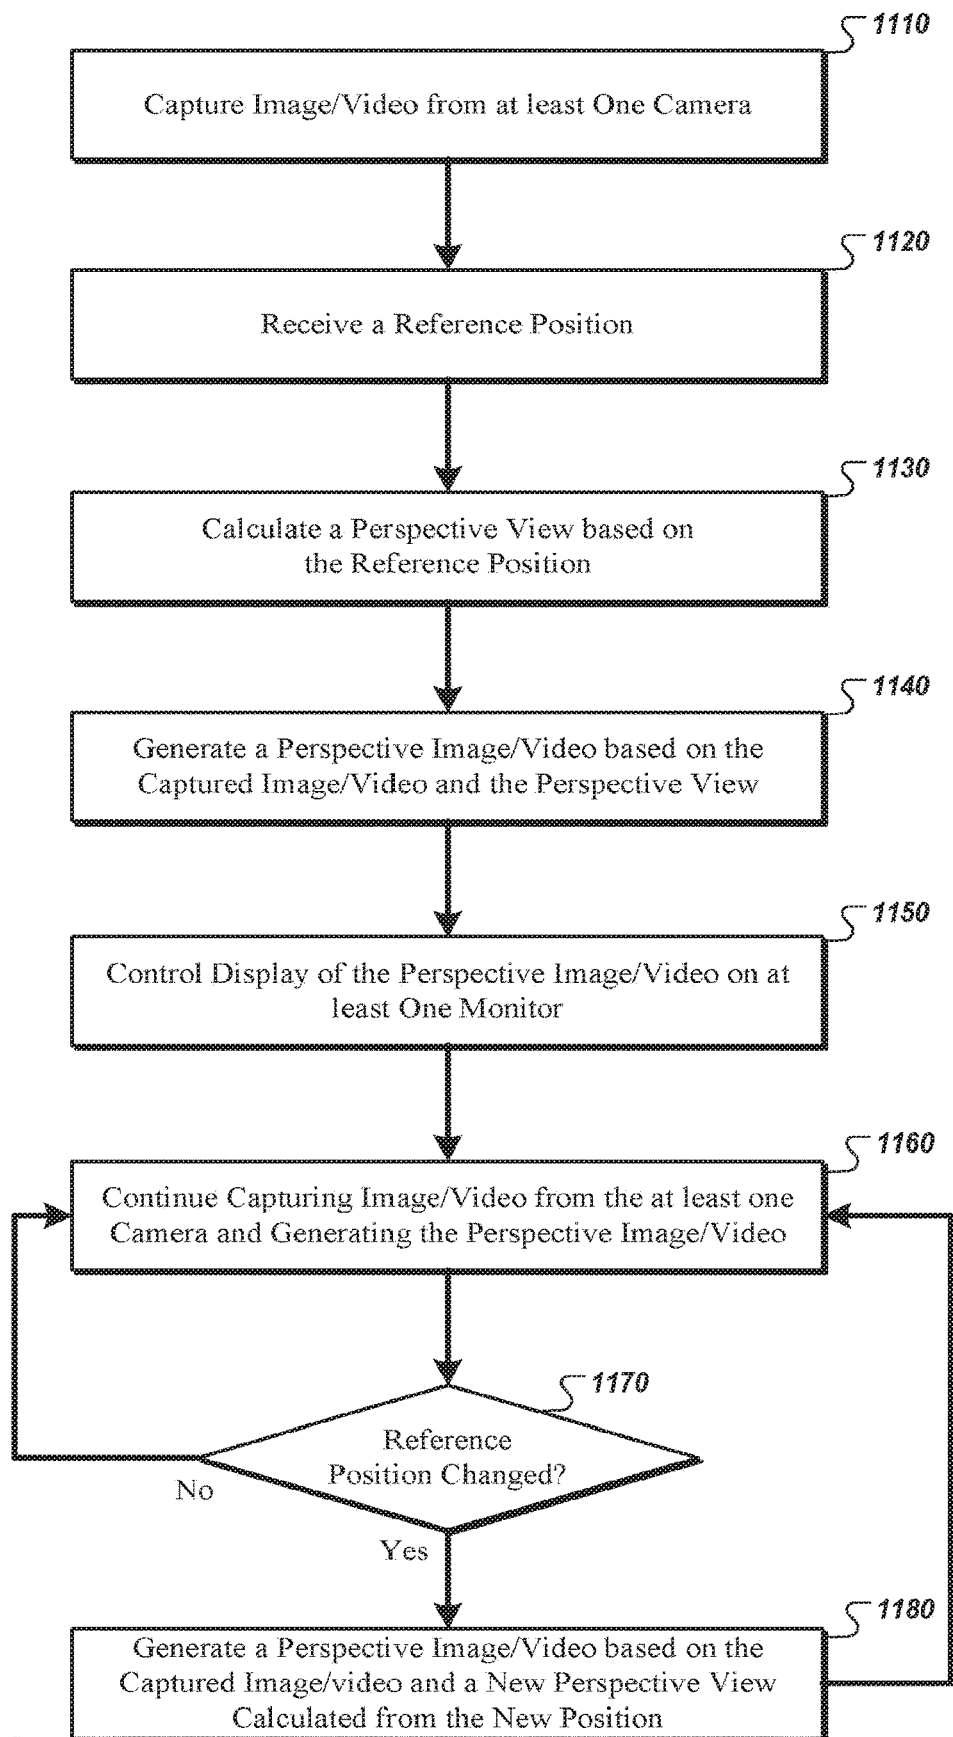 1110
Capture Image/Video from at least One Camera
1120
Receive a Reference Position
1130
Calculate a Perspective View based on
the Reference Position
1140
Generate a Perspective Image/Video based on the
Captured Image/Video and the Perspective View
1150
Control Display of the Perspective Image/Video on at
least One Monitor
1160
Continue Capturing Image/Video from the at least one
Camera and Generating the Perspective Image/Video
1170
Reference
Position Changed?
No
Yes
1180
Generate a Perspective Image/Video based on the
Captured Image/video and a New Perspective View
Calculated from the New Position